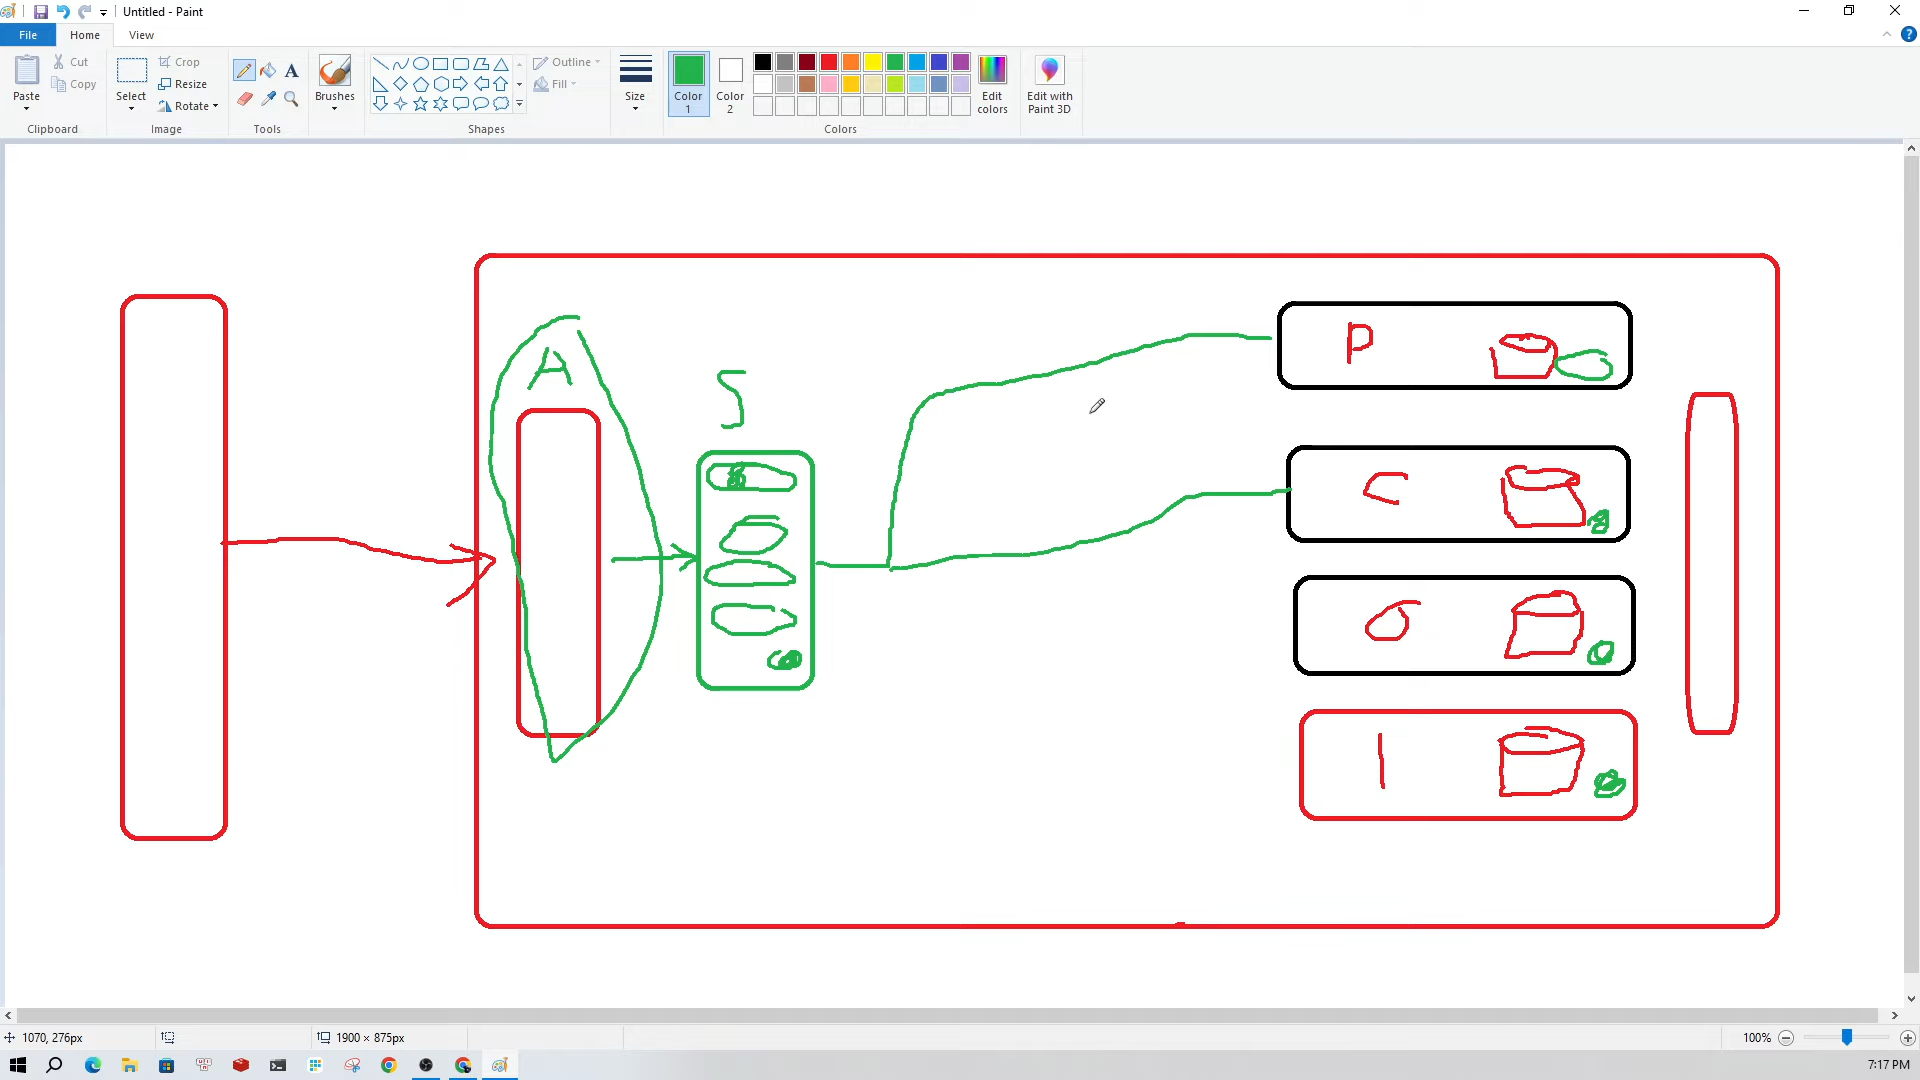 Untitled - Paint
File Home View
Paste
Cut
Copy
Clipboard
Select
Crop
Resize
Rotate
Image
Tools
Brushes
Shapes
Outline
Fill
Size
Color 1
Color 2
Edit colors
Colors
Edit with Paint 3D
A
S
P
C
O
I
1070, 276px
1900 × 875px
100%
7:17 PM